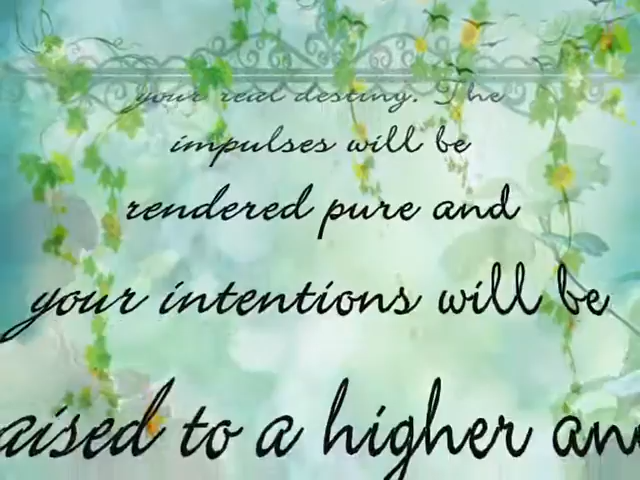 your real destiny. The
impulses will be
rendered pure and
your intentions will be
aised to a higher an